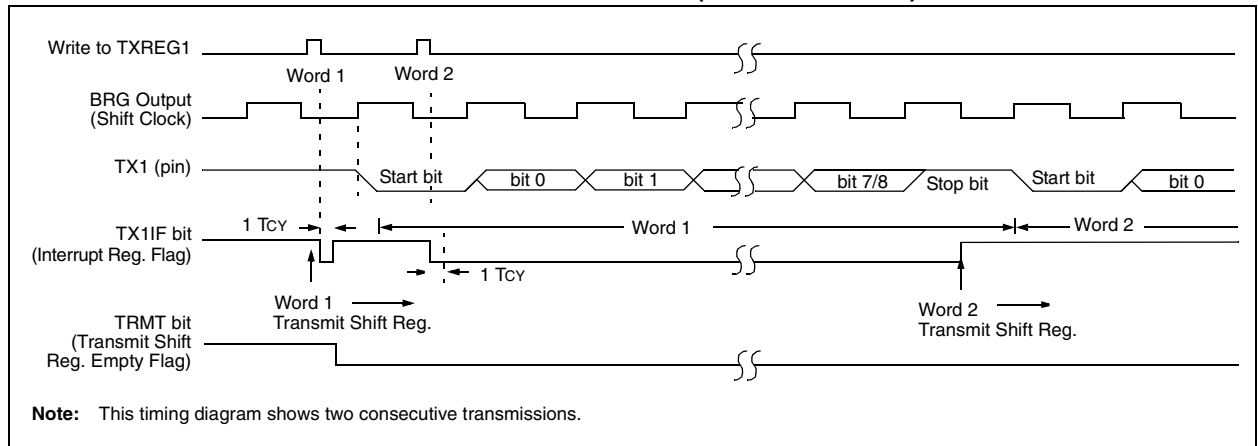 Write to TXREG1
Word 1
Word 2
BRG Output
(Shift Clock)
TX1 (pin)
Start bit
bit 0
bit 1
bit 7/8
Stop bit
Start bit
bit 0
1 TCY
Word 1
Word 2
TX1IF bit
(Interrupt Reg. Flag)
1 TCY
Word 1
Transmit Shift Reg.
Word 2
Transmit Shift Reg.
TRMT bit
(Transmit Shift
Reg. Empty Flag)
Note: This timing diagram shows two consecutive transmissions.